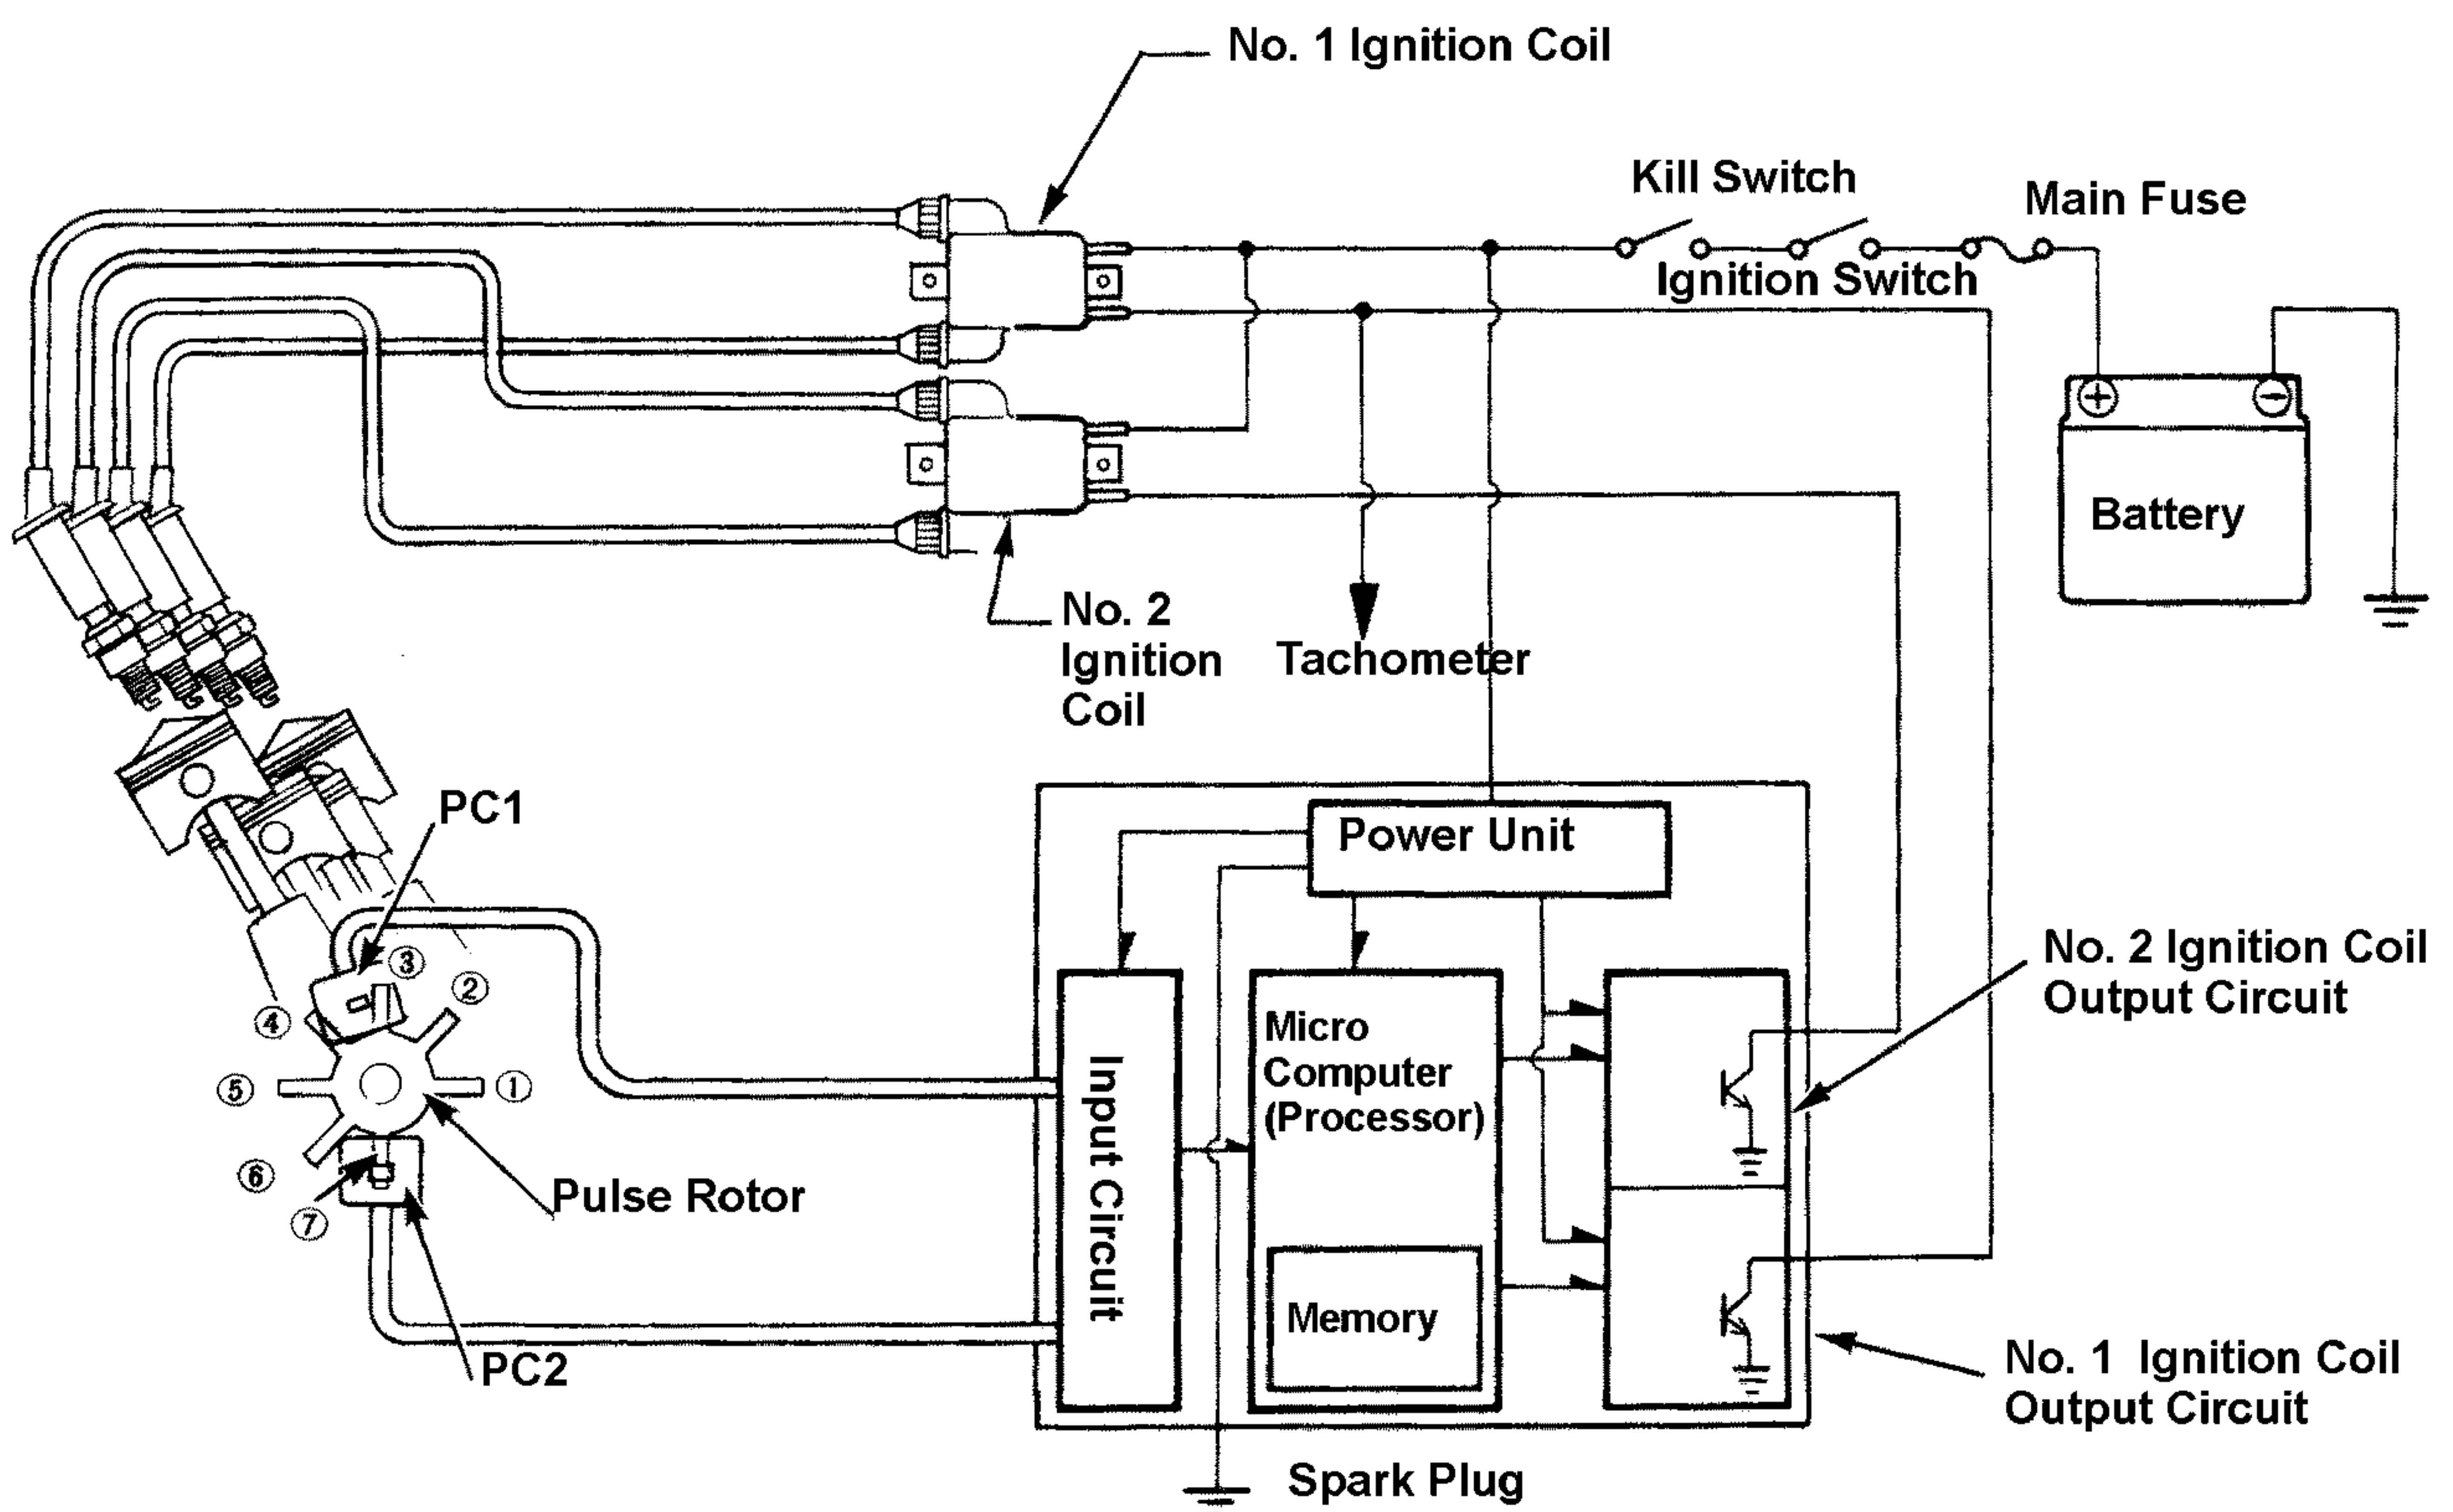 No. 1 Ignition Coil
Kill Switch
Main Fuse
Ignition Switch
+
−
Battery
No. 2
Ignition
Coil
Tachometer
PC1
Power Unit
③
②
④
⑤
①
⑥
⑦
Pulse Rotor
PC2
Input Circuit
Micro
Computer
(Processor)
Memory
No. 2 Ignition Coil
Output Circuit
No. 1 Ignition Coil
Output Circuit
Spark Plug